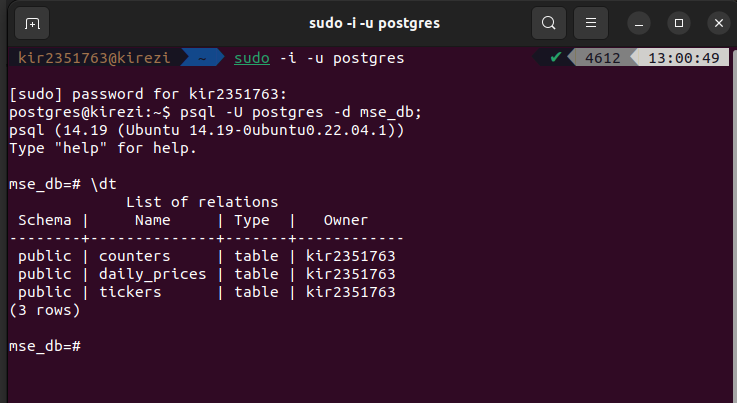 sudo -i -u postgres
kir2351763@kirezi ~ sudo -i -u postgres ✔ 4612 13:00:49
[sudo] password for kir2351763:
postgres@kirezi:~$ psql -U postgres -d mse_db;
psql (14.19 (Ubuntu 14.19-0ubuntu0.22.04.1))
Type "help" for help.
mse_db=# \dt
List of relations
Schema | Name | Type | Owner
--------+--------------+-------+------------
public | counters | table | kir2351763
public | daily_prices | table | kir2351763
public | tickers | table | kir2351763
(3 rows)
mse_db=#